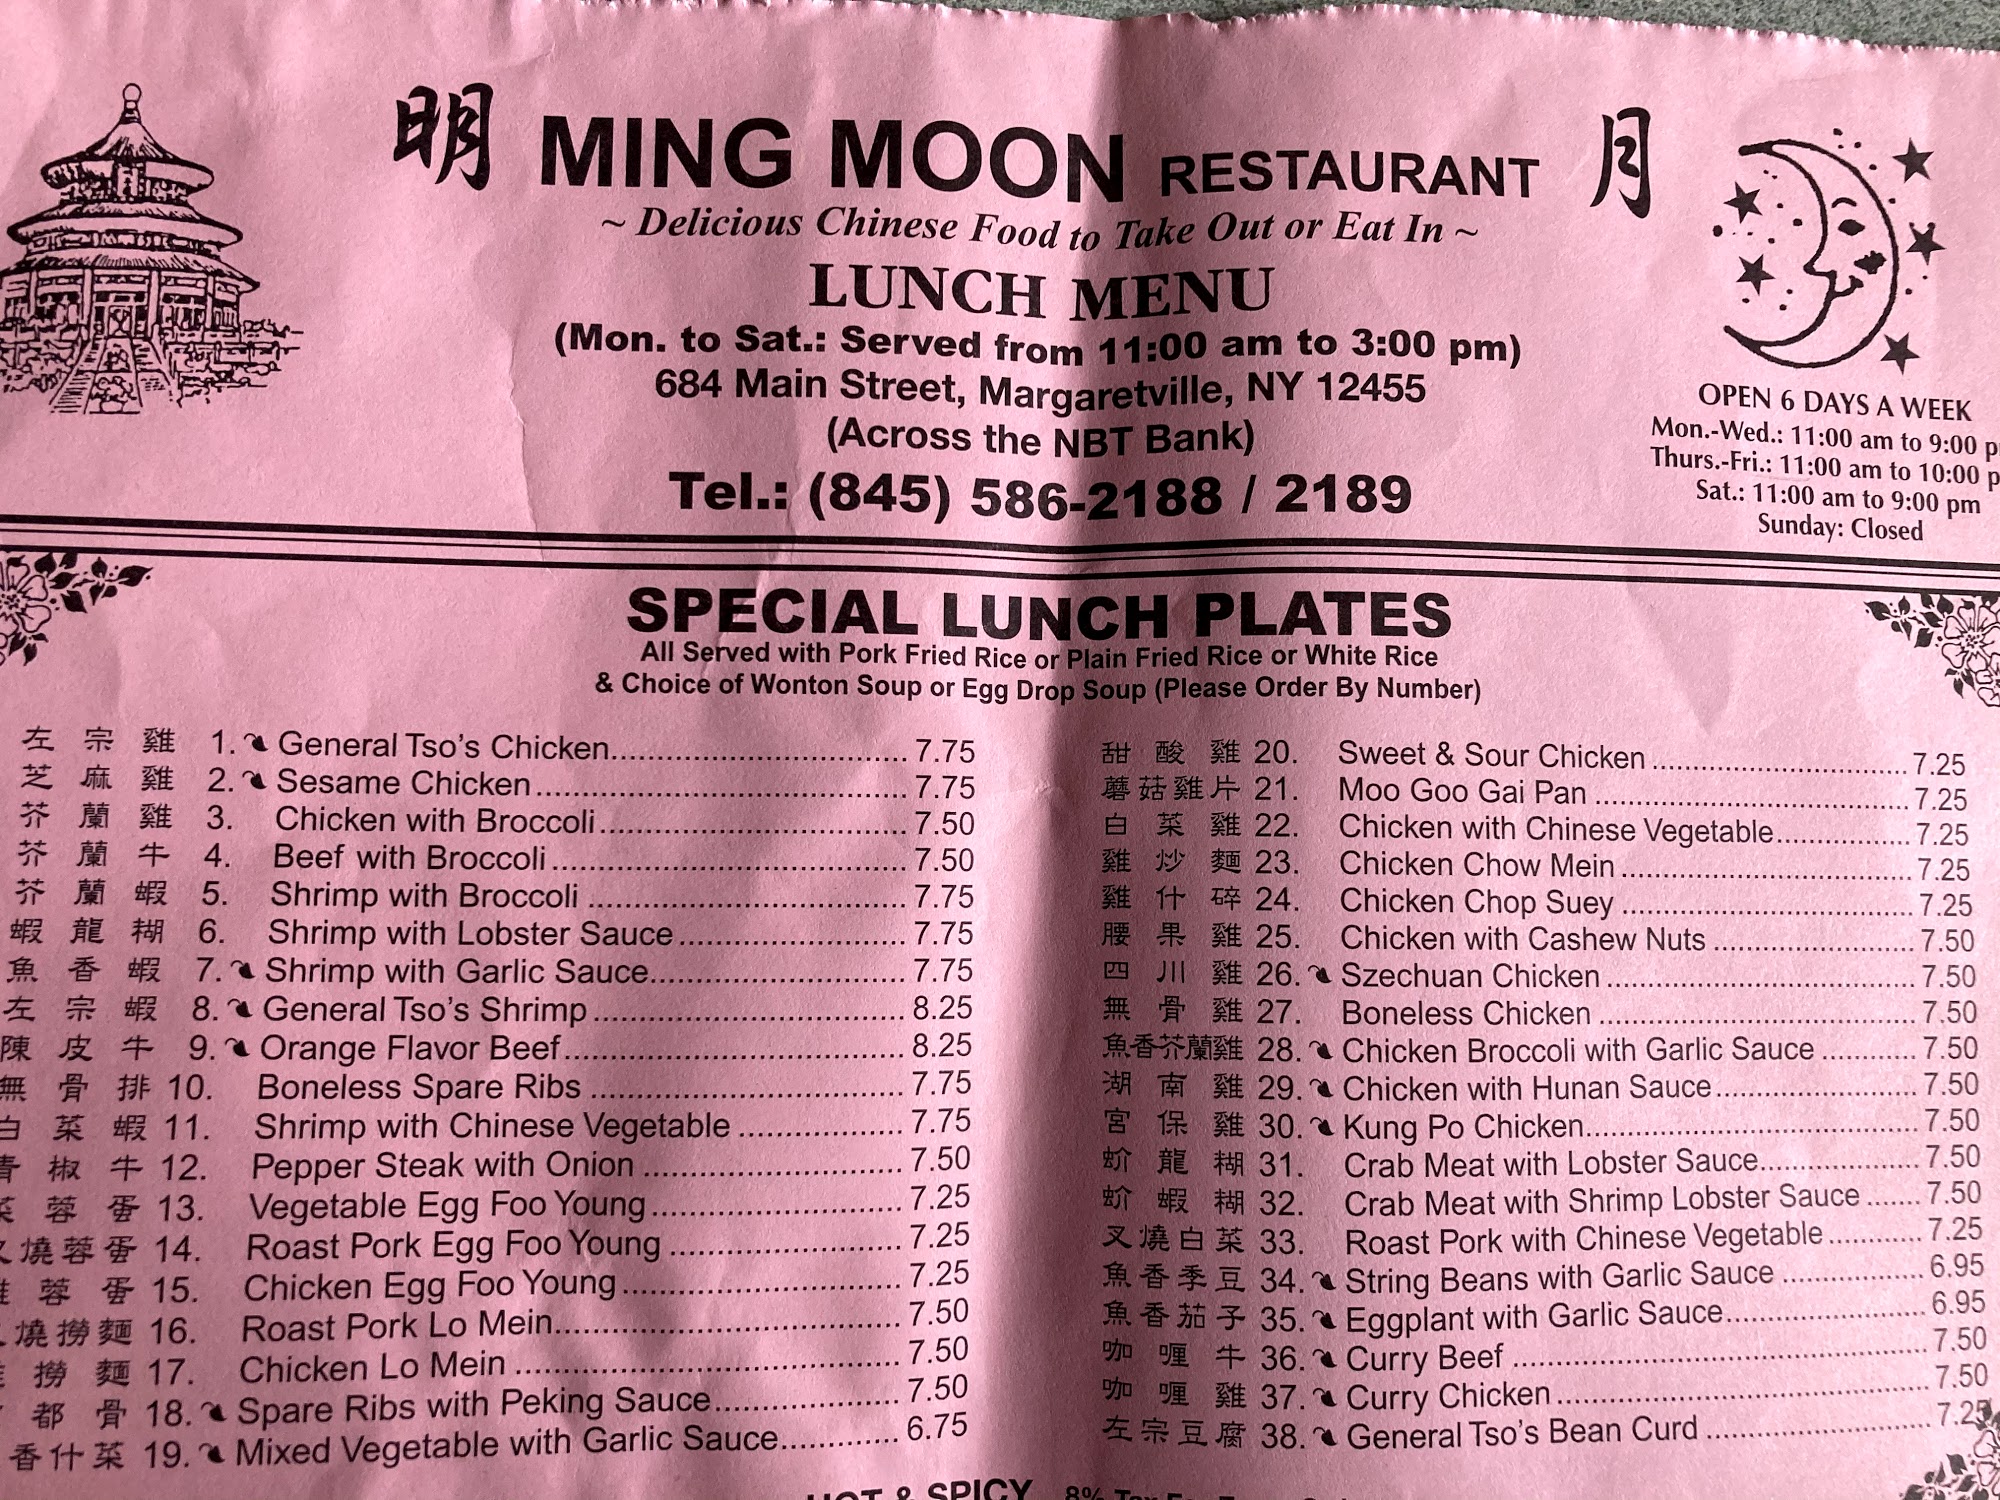 明 MING MOON RESTAURANT 月
~ Delicious Chinese Food to Take Out or Eat In ~
LUNCH MENU
(Mon. to Sat.: Served from 11:00 am to 3:00 pm)
684 Main Street, Margaretville, NY 12455
(Across the NBT Bank)
Tel.: (845) 586-2188 / 2189
OPEN 6 DAYS A WEEK
Mon.-Wed.: 11:00 am to 9:00 p
Thurs.-Fri.: 11:00 am to 10:00 p
Sat.: 11:00 am to 9:00 pm
Sunday: Closed
SPECIAL LUNCH PLATES
All Served with Pork Fried Rice or Plain Fried Rice or White Rice
& Choice of Wonton Soup or Egg Drop Soup (Please Order By Number)
左宗雞 1. General Tso's Chicken 7.75
芝麻雞 2. Sesame Chicken 7.75
芥蘭雞 3. Chicken with Broccoli 7.50
芥蘭牛 4. Beef with Broccoli 7.50
芥蘭蝦 5. Shrimp with Broccoli 7.75
蝦龍糊 6. Shrimp with Lobster Sauce 7.75
魚香蝦 7. Shrimp with Garlic Sauce 7.75
左宗蝦 8. General Tso's Shrimp 8.25
陳皮牛 9. Orange Flavor Beef 8.25
無骨排 10. Boneless Spare Ribs 7.75
白菜蝦 11. Shrimp with Chinese Vegetable 7.75
青椒牛 12. Pepper Steak with Onion 7.50
菜蓉蛋 13. Vegetable Egg Foo Young 7.25
叉燒蓉蛋 14. Roast Pork Egg Foo Young 7.25
蓉蛋 15. Chicken Egg Foo Young 7.25
燒撈麵 16. Roast Pork Lo Mein 7.50
撈麵 17. Chicken Lo Mein 7.50
都骨 18. Spare Ribs with Peking Sauce 7.50
香什菜 19. Mixed Vegetable with Garlic Sauce 6.75
甜酸雞 20. Sweet & Sour Chicken 7.25
蘑菇雞片 21. Moo Goo Gai Pan 7.25
白菜雞 22. Chicken with Chinese Vegetable 7.25
雞炒麵 23. Chicken Chow Mein 7.25
雞什碎 24. Chicken Chop Suey 7.25
腰果雞 25. Chicken with Cashew Nuts 7.50
四川雞 26. Szechuan Chicken 7.50
無骨雞 27. Boneless Chicken 7.50
魚香芥蘭雞 28. Chicken Broccoli with Garlic Sauce 7.50
湖南雞 29. Chicken with Hunan Sauce 7.50
宮保雞 30. Kung Po Chicken 7.50
蚧龍糊 31. Crab Meat with Lobster Sauce 7.50
蚧蝦糊 32. Crab Meat with Shrimp Lobster Sauce 7.50
叉燒白菜 33. Roast Pork with Chinese Vegetable 7.25
魚香季豆 34. String Beans with Garlic Sauce 6.95
魚香茄子 35. Eggplant with Garlic Sauce 6.95
咖喱牛 36. Curry Beef 7.50
咖喱雞 37. Curry Chicken 7.50
左宗豆腐 38. General Tso's Bean Curd 7.25
HOT & SPICY 8% Tax